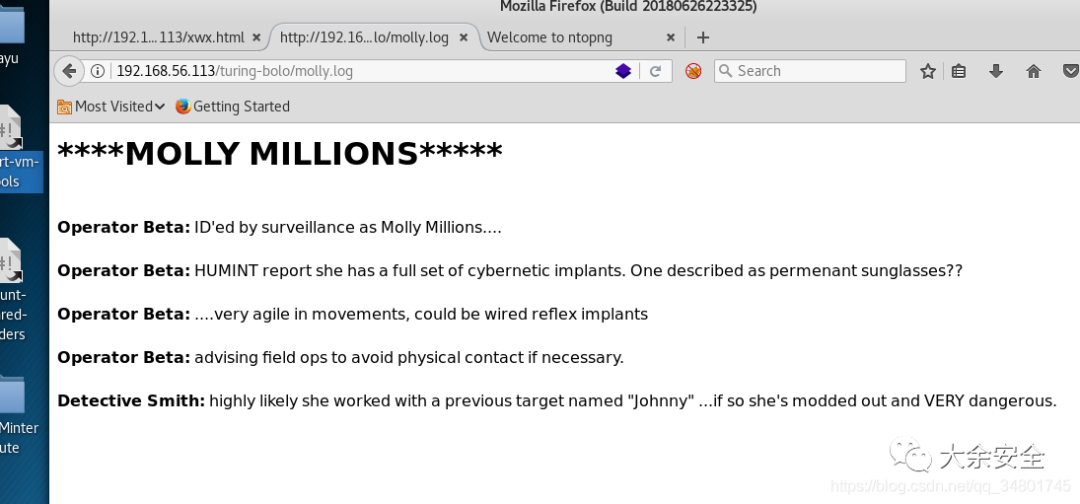 Mozilla Firefox (Build 20180626223325)
http://192.1...113/xwx.html × http://192.16...lo/molly.log × Welcome to ntopng × +
192.168.56.113/turing-bolo/molly.log Search
Most Visited Getting Started
ayu
rt-vm-
ols
unt-
red-
ders
Minter
ute
****MOLLY MILLIONS*****
Operator Beta: ID'ed by surveillance as Molly Millions....
Operator Beta: HUMINT report she has a full set of cybernetic implants. One described as permenant sunglasses??
Operator Beta: ....very agile in movements, could be wired reflex implants
Operator Beta: advising field ops to avoid physical contact if necessary.
Detective Smith: highly likely she worked with a previous target named "Johnny" ...if so she's modded out and VERY dangerous.
大余安全
https://blog.csdn.net/qq_34801745